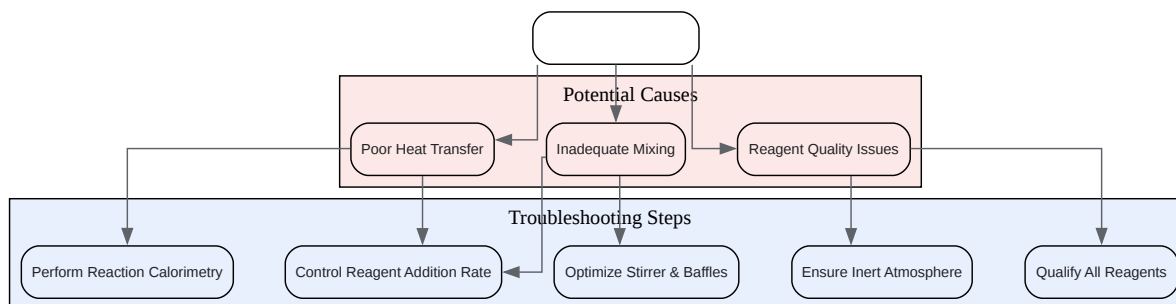 Potential Causes
Poor Heat Transfer
Inadequate Mixing
Reagent Quality Issues
Troubleshooting Steps
Perform Reaction Calorimetry
Control Reagent Addition Rate
Optimize Stirrer & Baffles
Ensure Inert Atmosphere
Qualify All Reagents